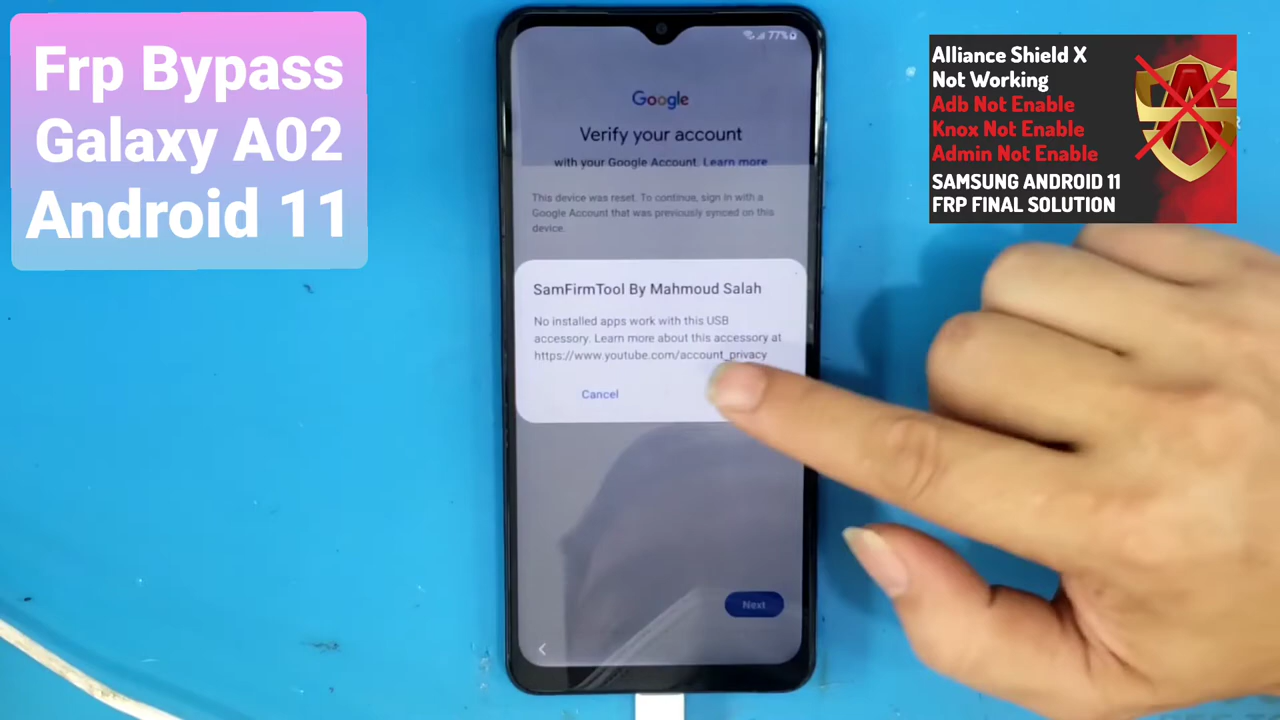 Frp Bypass
Galaxy A02
Android 11
77%
Google
Verify your account
with your Google Account. Learn more
This device was reset. To continue, sign in with a
Google Account that was previously synced on this
device.
SamFirmTool By Mahmoud Salah
No installed apps work with this USB
accessory. Learn more about this accessory at
https://www.youtube.com/account_privacy
Cancel
Next
Alliance Shield X
Not Working
Adb Not Enable
Knox Not Enable
Admin Not Enable
SAMSUNG ANDROID 11
FRP FINAL SOLUTION